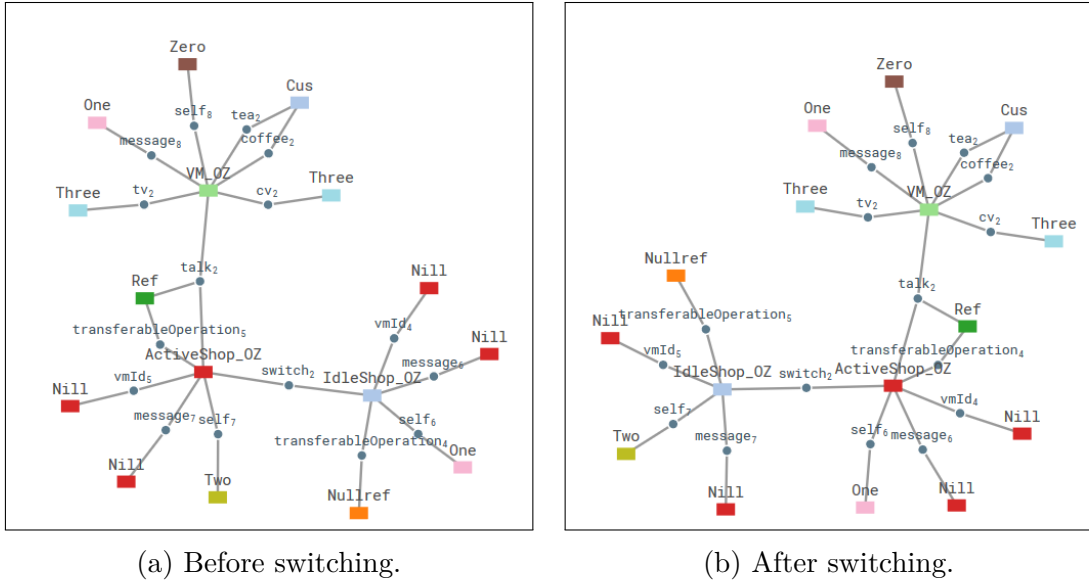 Zero
Cus
One
self₈
tea₂
message₈
coffee₂
VM_OZ
Three
tv₂
cv₂
Three
talk₂
Ref
Nill
transferableOperation₅
vmId₄
ActiveShop_OZ
Nill
message₆
switch₂
IdleShop_OZ
vmId₅
Nill
message₇
self₇
self₆
transferableOperation₄
One
Nill
Two
Nullref
(a) Before switching.
Zero
One
Cus
self₈
tea₂
message₈
coffee₂
VM_OZ
Three
tv₂
cv₂
Three
Nullref
talk₂
Ref
transferableOperation₅
Nill
vmId₅
transferableOperation₄
IdleShop_OZ
switch₂
ActiveShop_OZ
vmId₄
self₇
Nill
Two
message₇
self₆
message₆
Nill
One
Nill
(b) After switching.